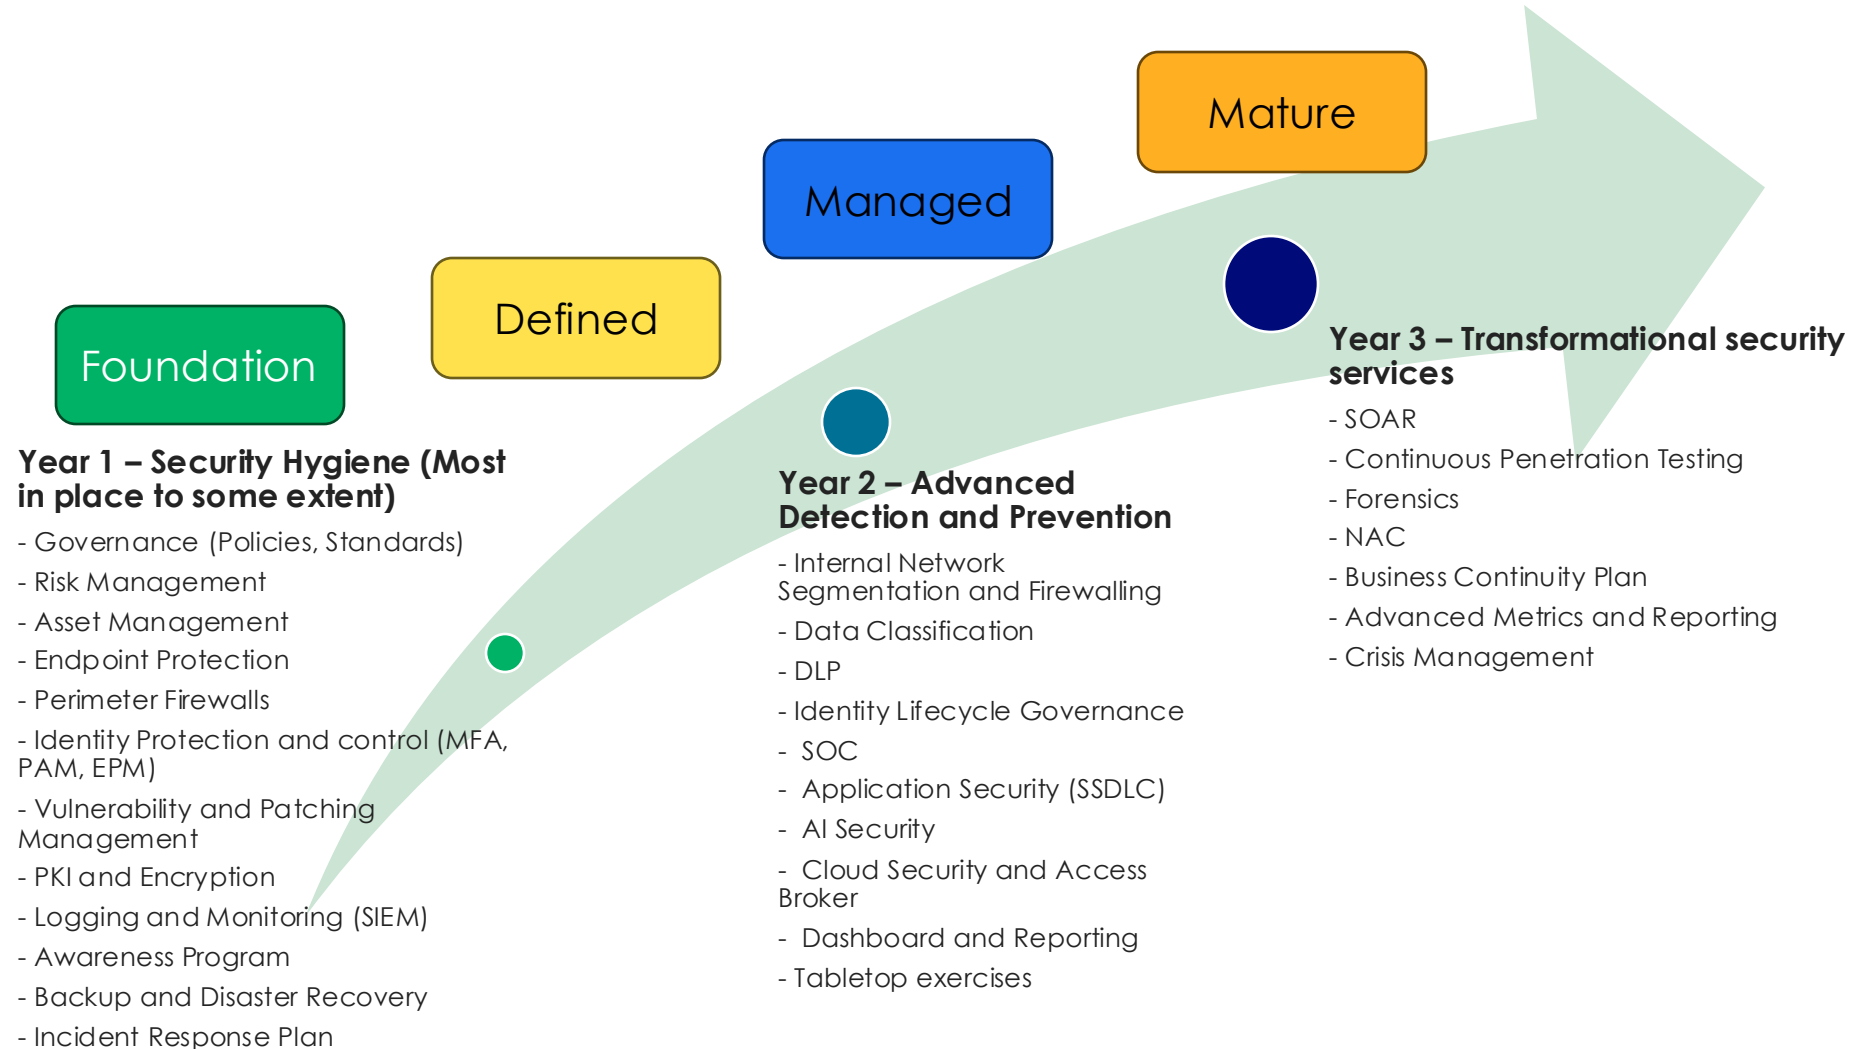 Mature
Managed
Defined
Foundation
Year 1 – Security Hygiene (Most
in place to some extent)
- Governance (Policies, Standards)
- Risk Management
- Asset Management
- Endpoint Protection
- Perimeter Firewalls
- Identity Protection and control (MFA,
PAM, EPM)
- Vulnerability and Patching
Management
- PKI and Encryption
- Logging and Monitoring (SIEM)
- Awareness Program
- Backup and Disaster Recovery
- Incident Response Plan
Year 2 – Advanced
Detection and Prevention
- Internal Network
Segmentation and Firewalling
- Data Classification
- DLP
- Identity Lifecycle Governance
- SOC
- Application Security (SSDLC)
- AI Security
- Cloud Security and Access
Broker
- Dashboard and Reporting
- Tabletop exercises
Year 3 – Transformational security
services
- SOAR
- Continuous Penetration Testing
- Forensics
- NAC
- Business Continuity Plan
- Advanced Metrics and Reporting
- Crisis Management